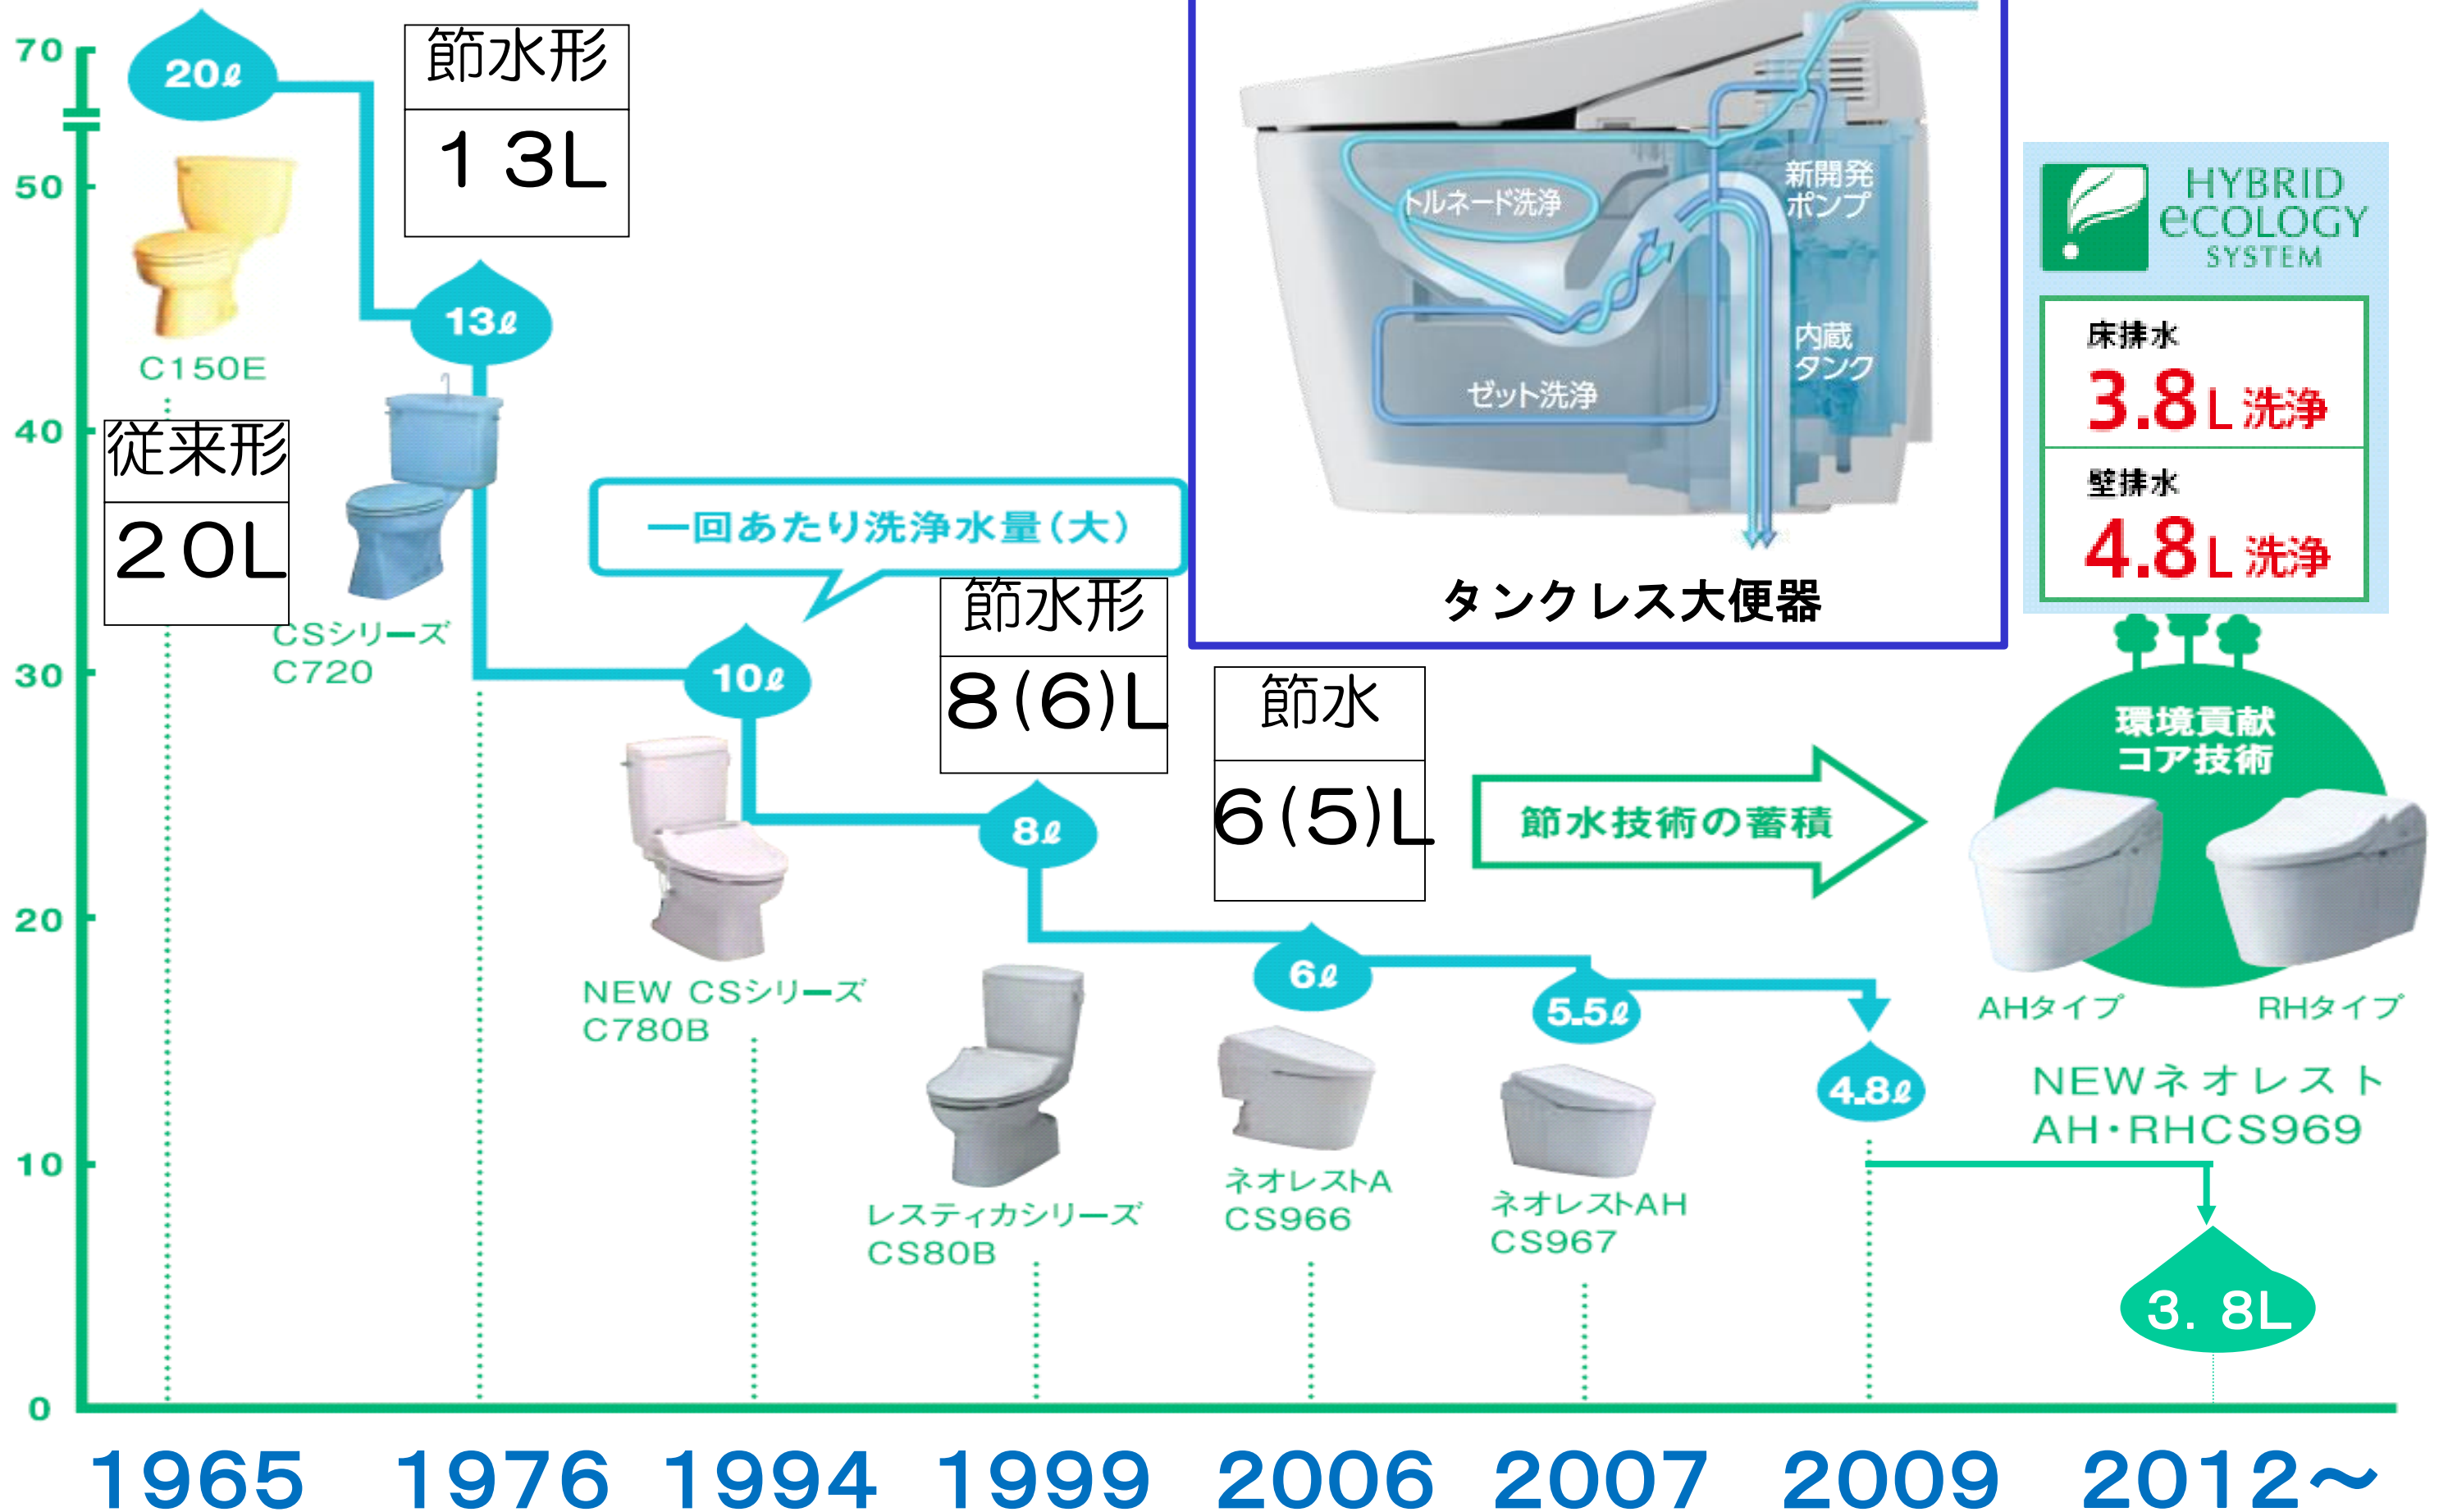 70
50
40
30
20
10
0
20ℓ
C150E
従来形
20L
節水形
13L
13ℓ
CSシリーズ
C720
一回あたり洗浄水量(大)
10ℓ
NEW CSシリーズ
C780B
節水形
8(6)L
8ℓ
レスティカシリーズ
CS80B
節水
6(5)L
6ℓ
ネオレストA
CS966
5.5ℓ
ネオレストAH
CS967
4.8ℓ
トルネード洗浄
新開発
ポンプ
内蔵
タンク
ゼット洗浄
タンクレス大便器
HYBRID
eCOLOGY
SYSTEM
床排水
3.8L 洗浄
壁排水
4.8L 洗浄
節水技術の蓄積
環境貢献
コア技術
AHタイプ
RHタイプ
NEWネオレスト
AH・RHCS969
3.8L
1965
1976
1994
1999
2006
2007
2009
2012～